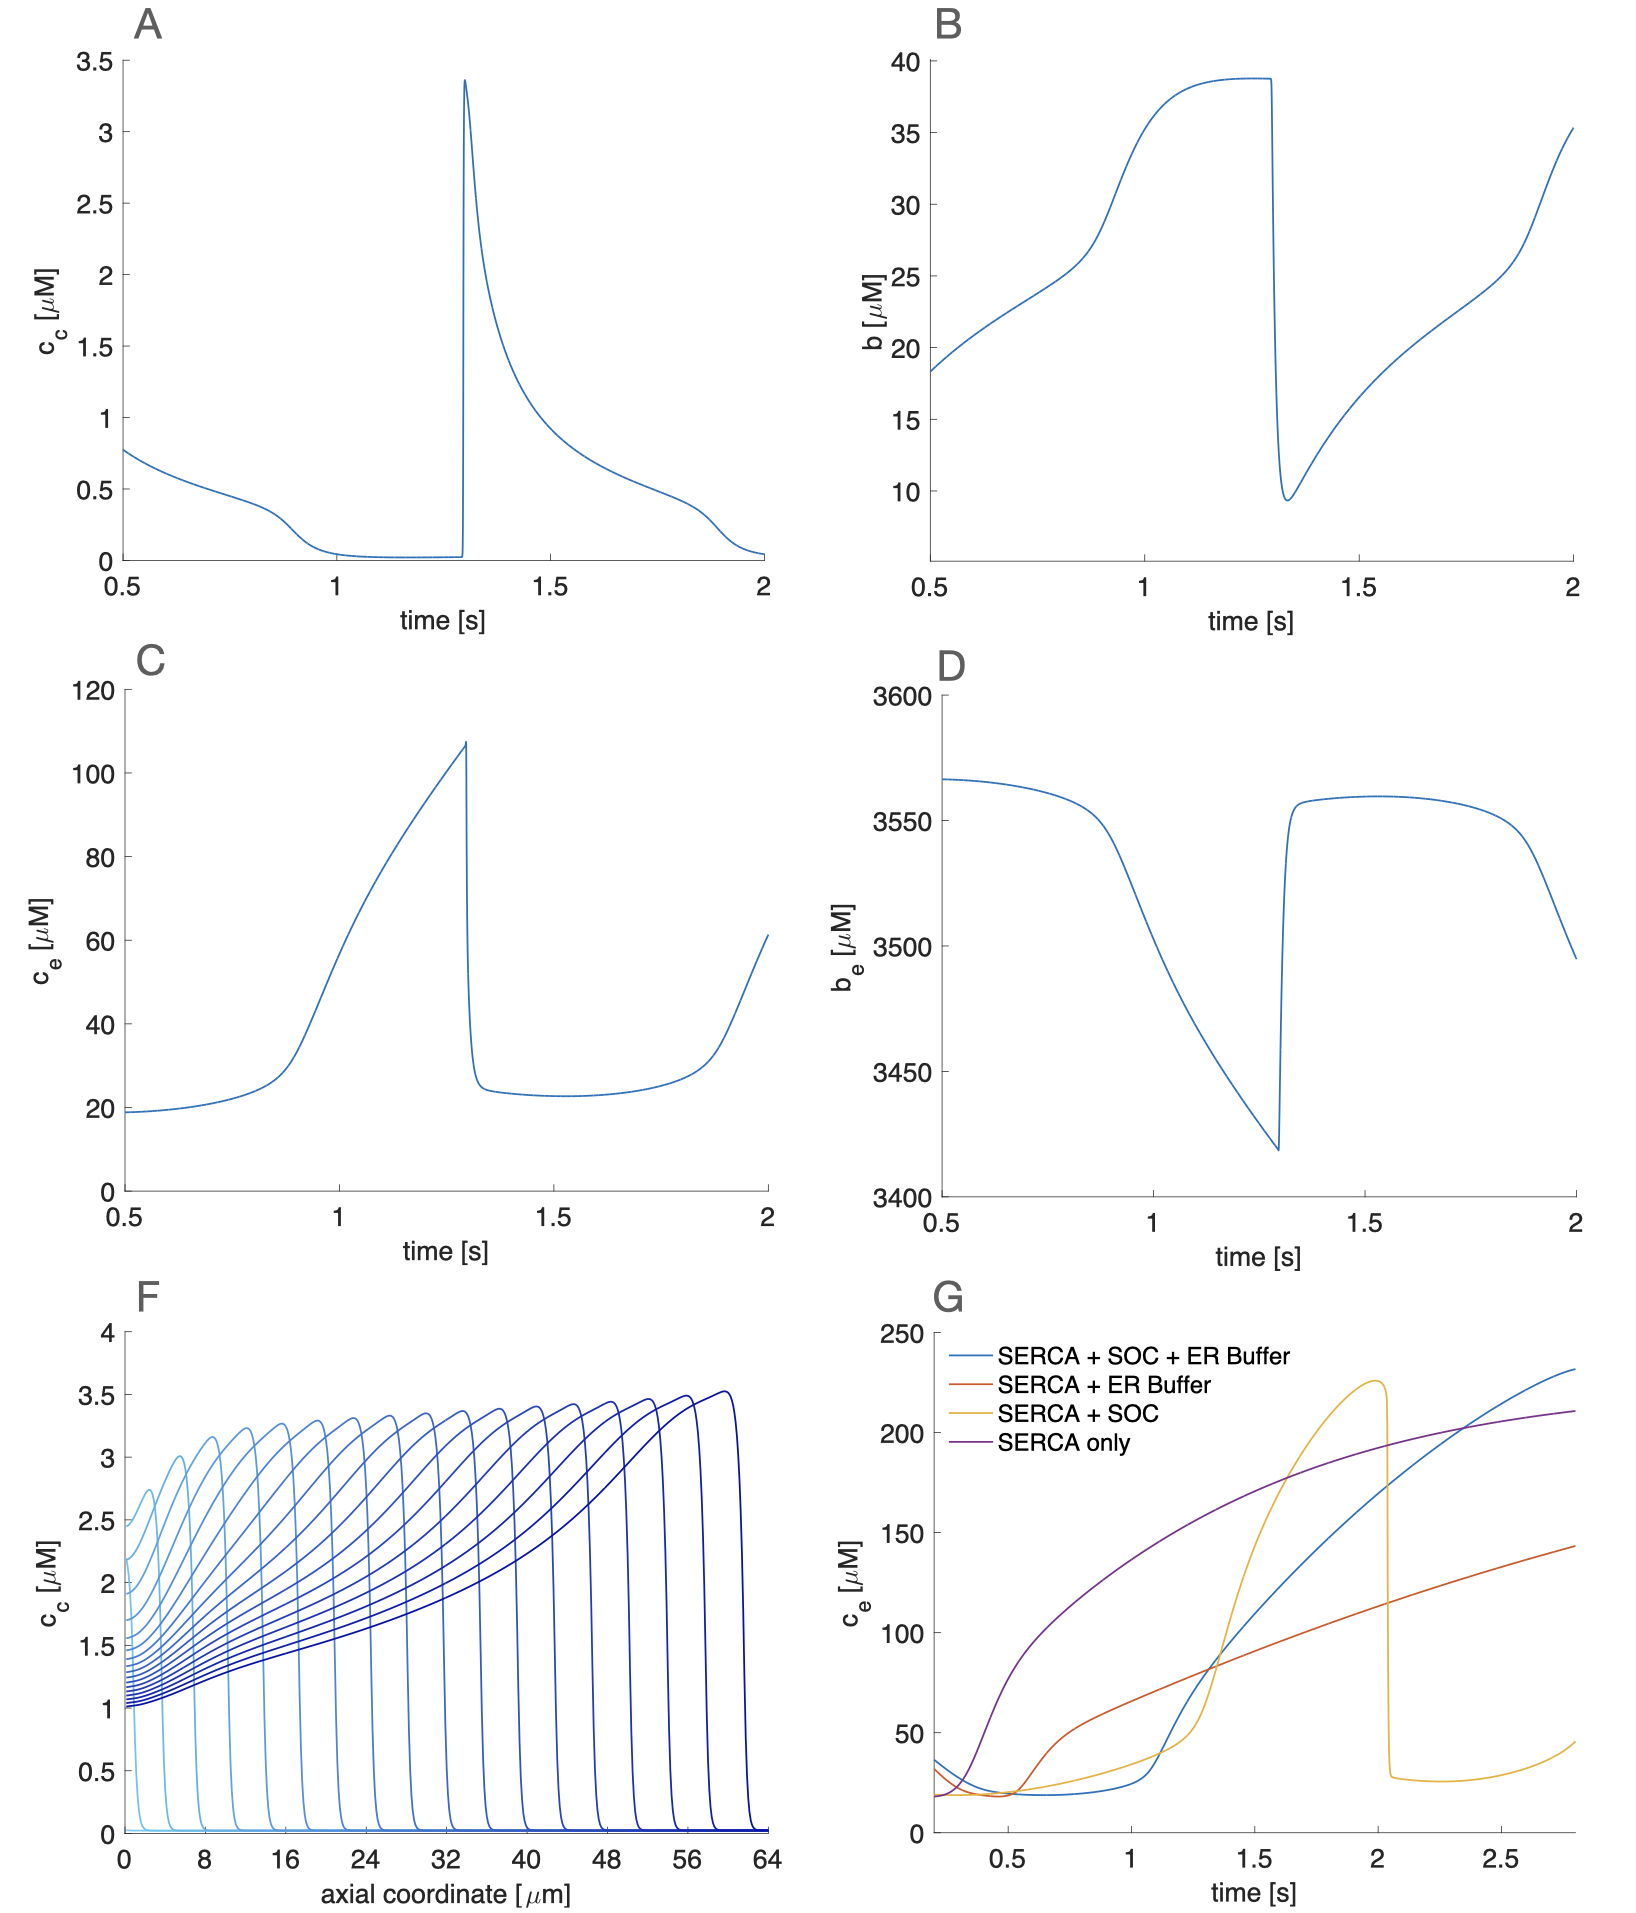 A
3.5
3
2.5
2
1.5
1
0.5
0
c_c [μM]
0.5 1 1.5 2
time [s]
B
40
35
30
25
20
15
10
b [μM]
0.5 1 1.5 2
time [s]
C
120
100
80
60
40
20
0
c_e [μM]
0.5 1 1.5 2
time [s]
D
3600
3550
3500
3450
3400
b_e [μM]
0.5 1 1.5 2
time [s]
F
4
3.5
3
2.5
2
1.5
1
0.5
0
c_c [μM]
0 8 16 24 32 40 48 56 64
axial coordinate [μm]
G
250
200
150
100
50
0
c_e [μM]
SERCA + SOC + ER Buffer
SERCA + ER Buffer
SERCA + SOC
SERCA only
0.5 1 1.5 2 2.5
time [s]